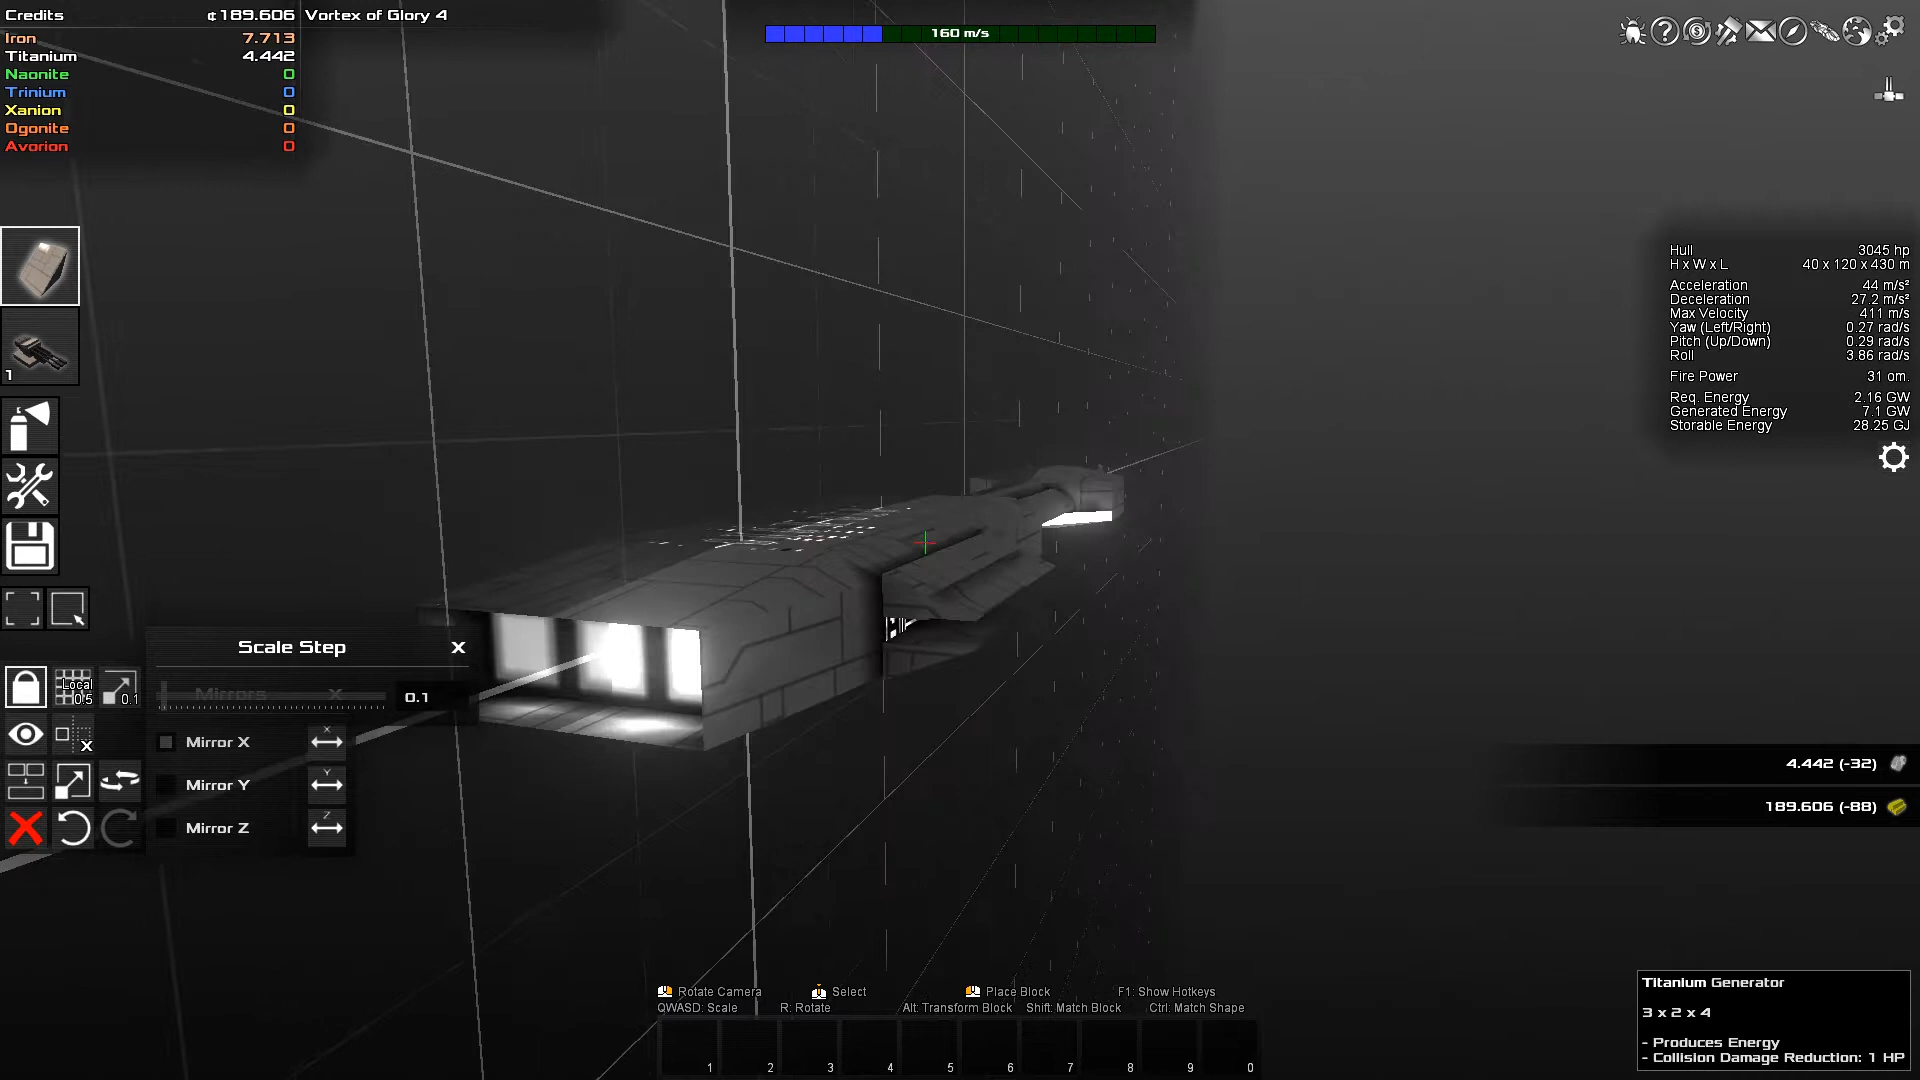 Credits ¢189.606 Vortex of Glory 4
Iron 7.713
Titanium 4.442
Naonite 0
Trinium 0
Xanion 0
Ogonite 0
Avorion 0
160 m/s
Hull 3045 hp
H x W x L 40 x 120 x 430 m
Acceleration 44 m/s²
Deceleration 27.2 m/s²
Max Velocity 411 m/s
Yaw (Left/Right) 0.27 rad/s
Pitch (Up/Down) 0.29 rad/s
Roll 3.86 rad/s
Fire Power 31 om.
Req. Energy 2.16 GW
Generated Energy 7.1 GW
Storable Energy 28.25 GJ
1
Scale Step X
Local
0.5
0.1
Mirrors X
0.1
X
Mirror X X
Mirror Y Y
Mirror Z Z
4.442 (-32)
189.606 (-88)
Rotate Camera Select Place Block F1: Show Hotkeys
QWASD: Scale R: Rotate Alt: Transform Block Shift: Match Block Ctrl: Match Shape
1 2 3 4 5 6 7 8 9 0
Titanium Generator
3 x 2 x 4
- Produces Energy
- Collision Damage Reduction: 1 HP